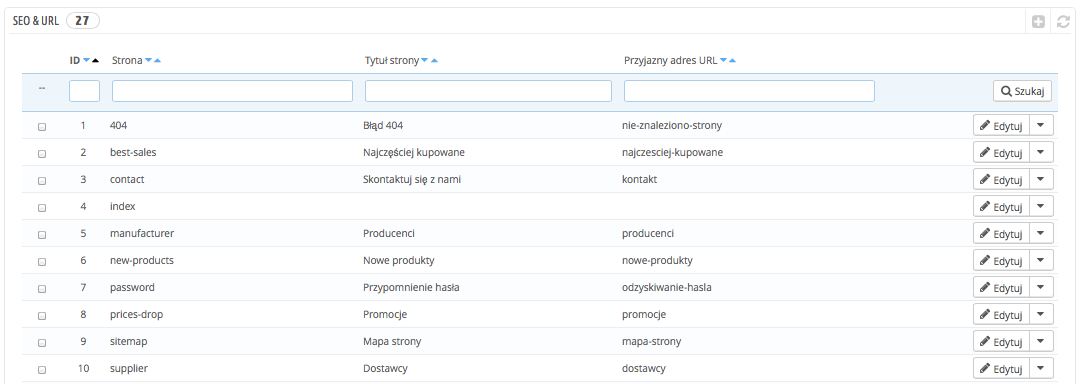 SEO & URL 27
ID Strona Tytuł strony Przyjazny adres URL
-- Szukaj
1 404 Błąd 404 nie-znaleziono-strony Edytuj
2 best-sales Najczęściej kupowane najczesciej-kupowane Edytuj
3 contact Skontaktuj się z nami kontakt Edytuj
4 index Edytuj
5 manufacturer Producenci producenci Edytuj
6 new-products Nowe produkty nowe-produkty Edytuj
7 password Przypomnienie hasła odzyskiwanie-hasla Edytuj
8 prices-drop Promocje promocje Edytuj
9 sitemap Mapa strony mapa-strony Edytuj
10 supplier Dostawcy dostawcy Edytuj